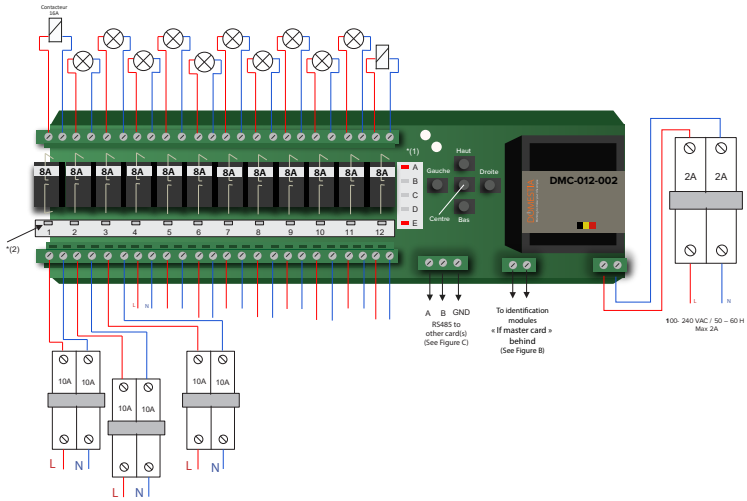 Contacteur
16A
*(1)
Haut
Gauche
Droite
Centre
Bas
A
B
C
D
E
DMC-012-002
8A 8A 8A 8A 8A 8A 8A 8A 8A 8A 8A 8A
1 2 3 4 5 6 7 8 9 10 11 12
*(2)
2A 2A
L N
L N
100- 240 VAC / 50 – 60 H
Max 2A
A B GND
RS485 to
other card(s)
(See Figure C)
To identification
modules
« If master card »
behind
(See Figure B)
10A 10A
L N
10A 10A
L N
10A 10A
L N